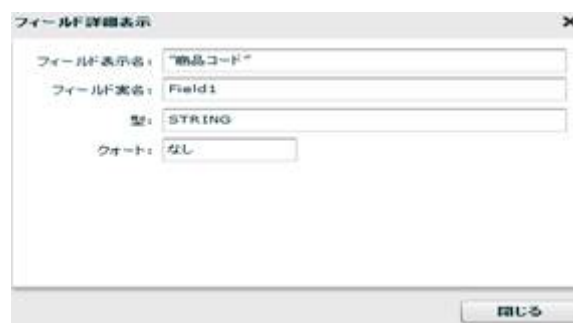 フィールド詳細表示
フィールド表示名: "商品コード"
フィールド実名: Field1
型: STRING
クォート: なし
閉じる